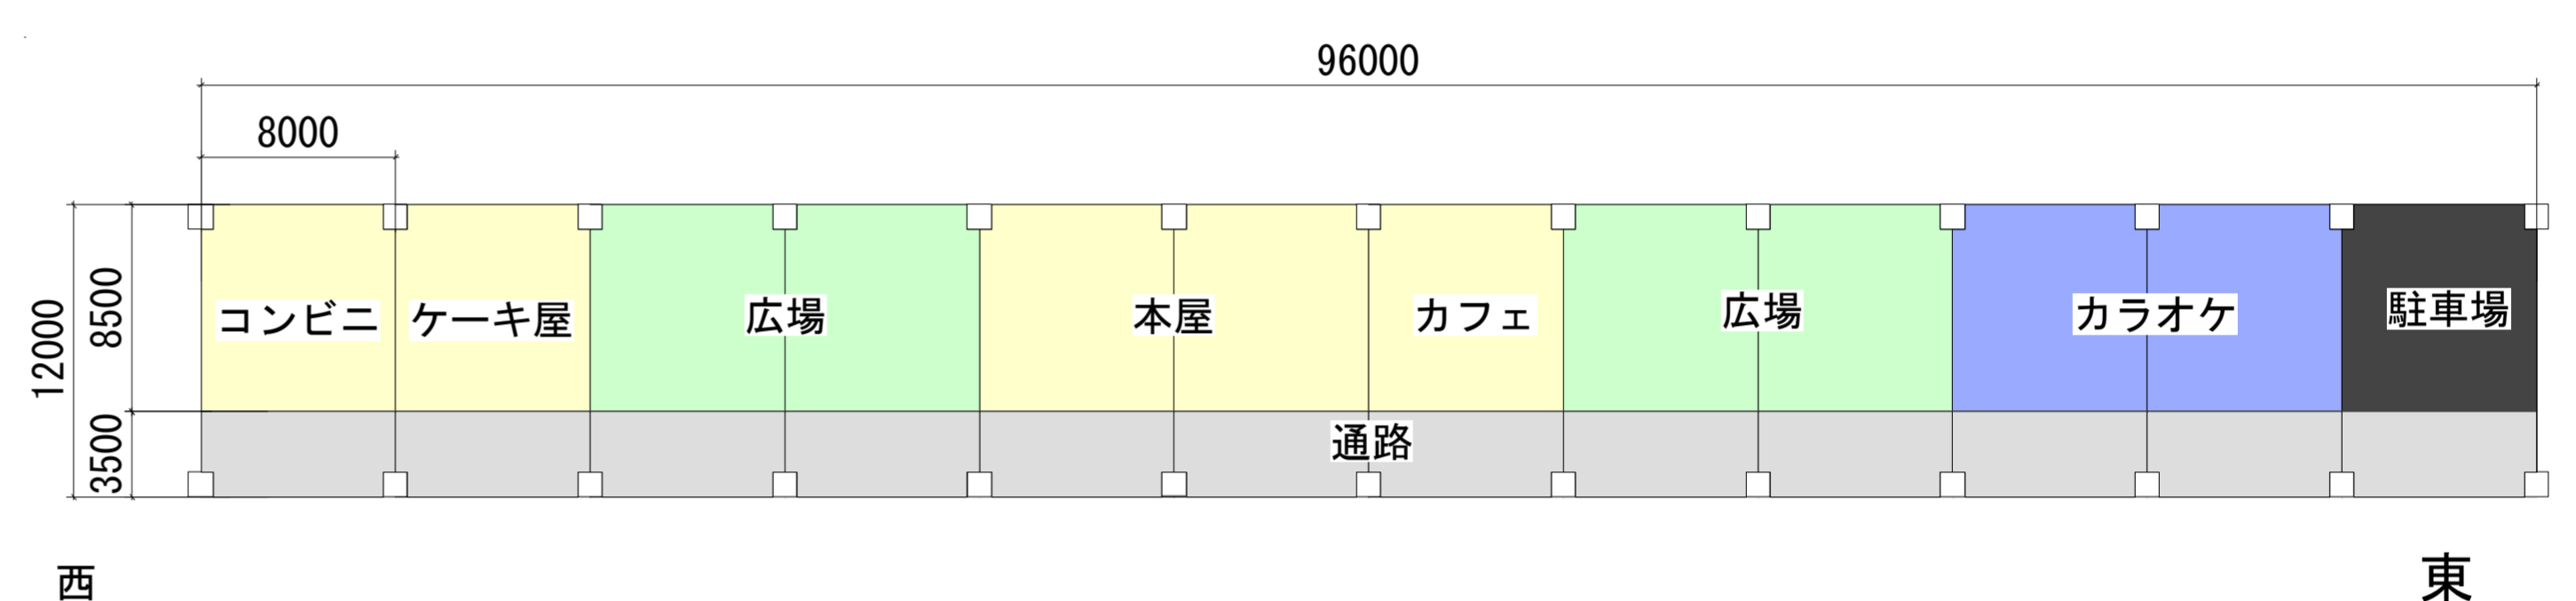 96000
8000
12000
8500
3500
コンビニ
ケーキ屋
広場
本屋
カフェ
広場
カラオケ
駐車場
通路
西
東